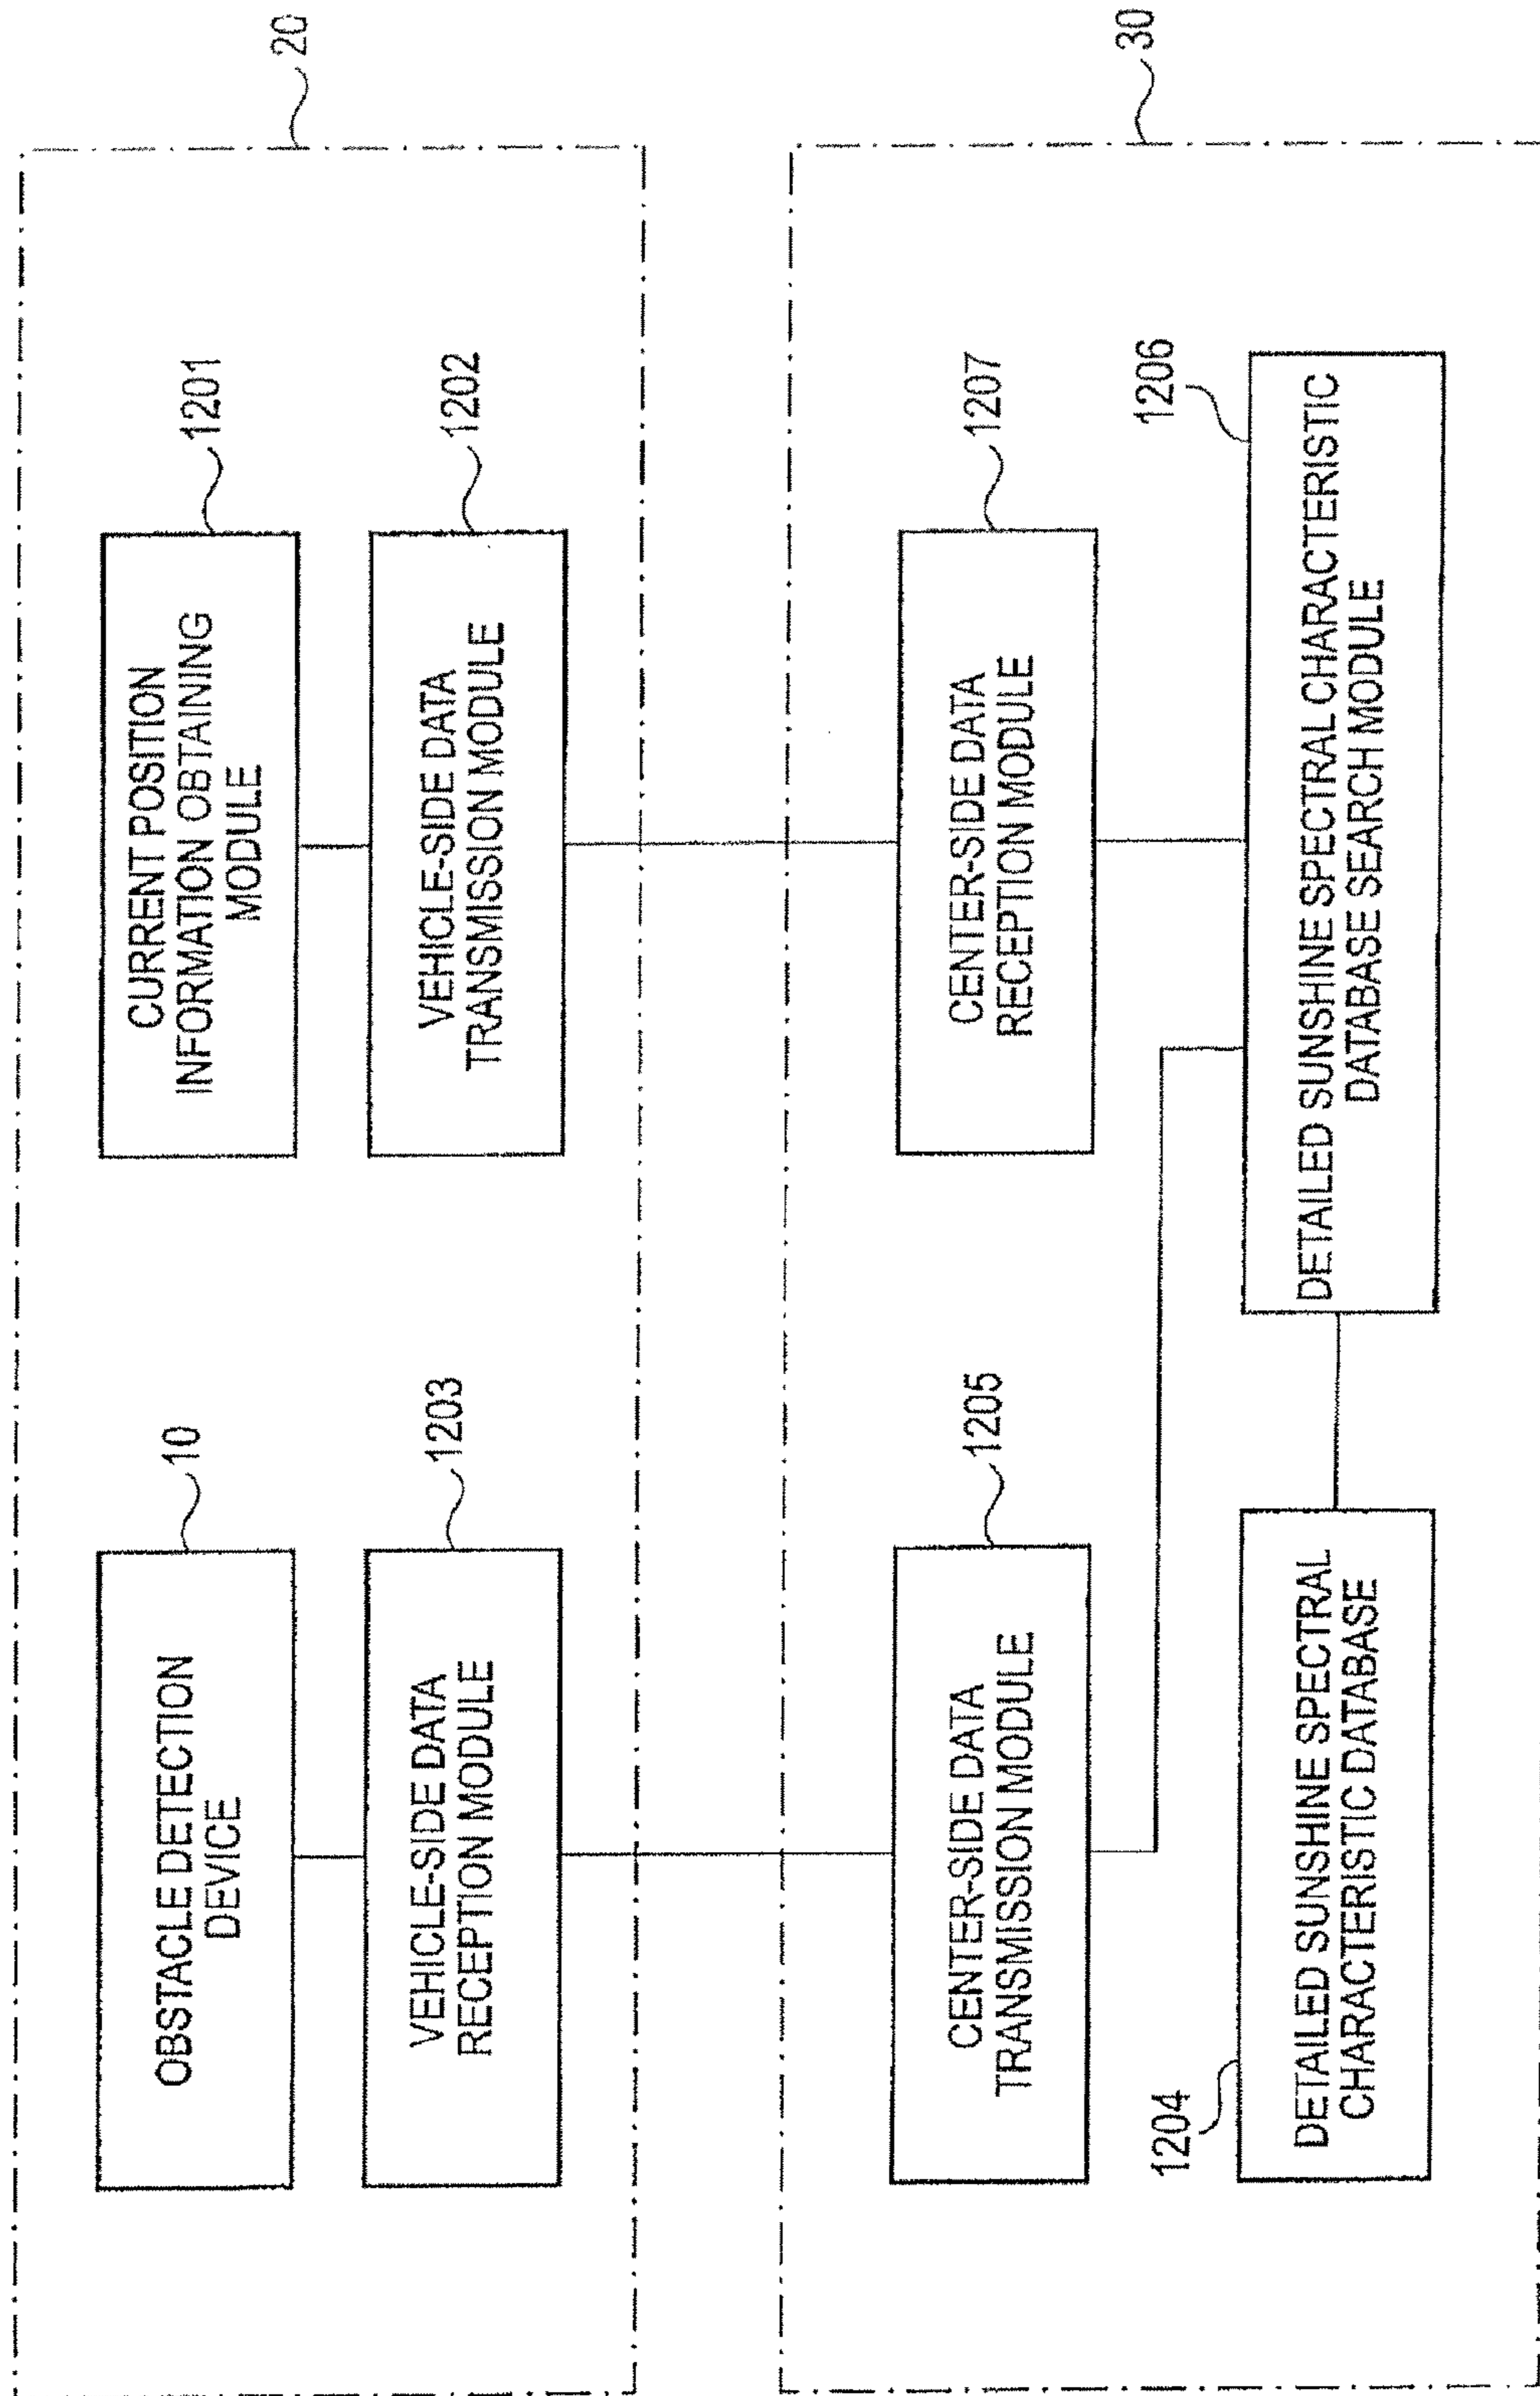 20
10
OBSTACLE DETECTION
DEVICE
1201
CURRENT POSITION
INFORMATION OBTAINING
MODULE
1203
VEHICLE-SIDE DATA
RECEPTION MODULE
1202
VEHICLE-SIDE DATA
TRANSMISSION MODULE
30
1205
CENTER-SIDE DATA
TRANSMISSION MODULE
1207
CENTER-SIDE DATA
RECEPTION MODULE
1204
DETAILED SUNSHINE SPECTRAL
CHARACTERISTIC DATABASE
1206
DETAILED SUNSHINE SPECTRAL CHARACTERISTIC
DATABASE SEARCH MODULE